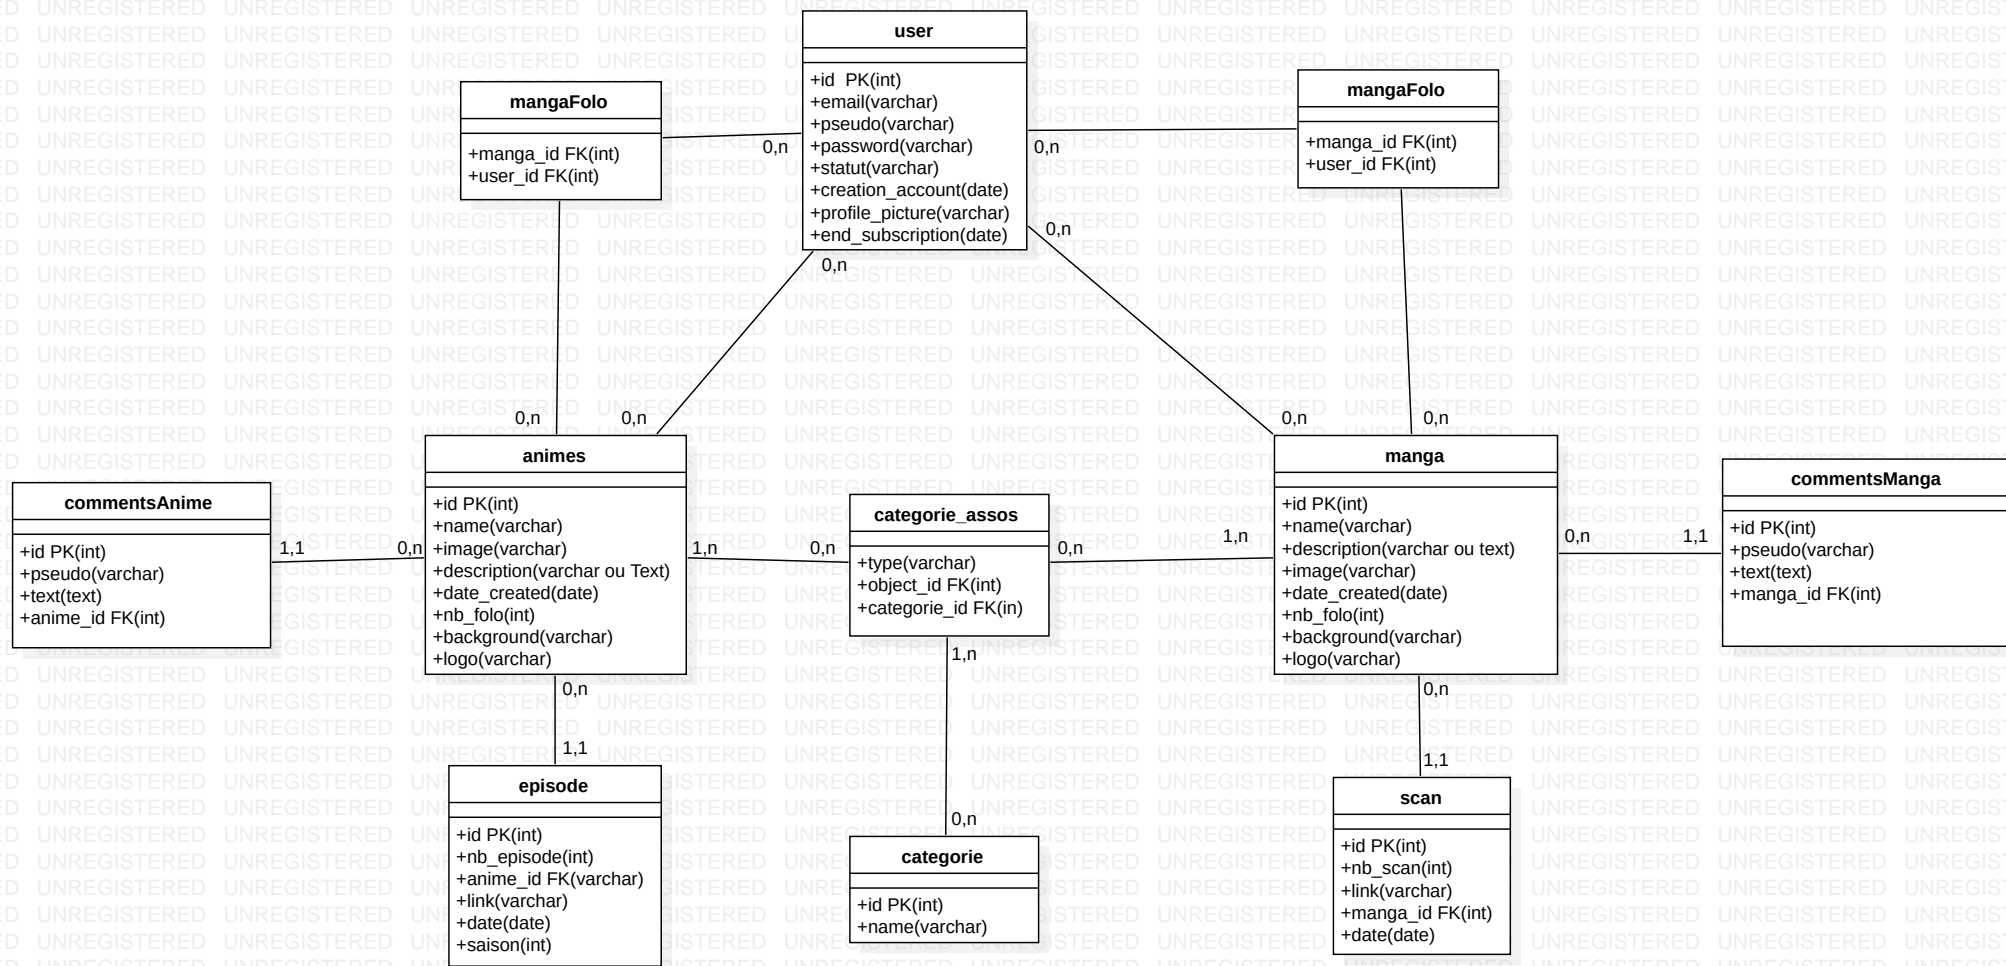 user
+id  PK(int)
+email(varchar)
+pseudo(varchar)
+password(varchar)
+statut(varchar)
+creation_account(date)
+profile_picture(varchar)
+end_subscription(date)
mangaFolo
+manga_id FK(int)
+user_id FK(int)
0,n
0,n
mangaFolo
+manga_id FK(int)
+user_id FK(int)
0,n
0,n
0,n
0,n
0,n
0,n
animes
+id PK(int)
+name(varchar)
+image(varchar)
+description(varchar ou Text)
+date_created(date)
+nb_folo(int)
+background(varchar)
+logo(varchar)
manga
+id PK(int)
+name(varchar)
+description(varchar ou text)
+image(varchar)
+date_created(date)
+nb_folo(int)
+background(varchar)
+logo(varchar)
commentsAnime
+id PK(int)
+pseudo(varchar)
+text(text)
+anime_id FK(int)
1,1
0,n
1,n
0,n
categorie_assos
+type(varchar)
+object_id FK(int)
+categorie_id FK(in)
0,n
1,n
0,n
1,1
commentsManga
+id PK(int)
+pseudo(varchar)
+text(text)
+manga_id FK(int)
0,n
1,1
episode
+id PK(int)
+nb_episode(int)
+anime_id FK(varchar)
+link(varchar)
+date(date)
+saison(int)
1,n
0,n
categorie
+id PK(int)
+name(varchar)
0,n
1,1
scan
+id PK(int)
+nb_scan(int)
+link(varchar)
+manga_id FK(int)
+date(date)
UNREGISTERED